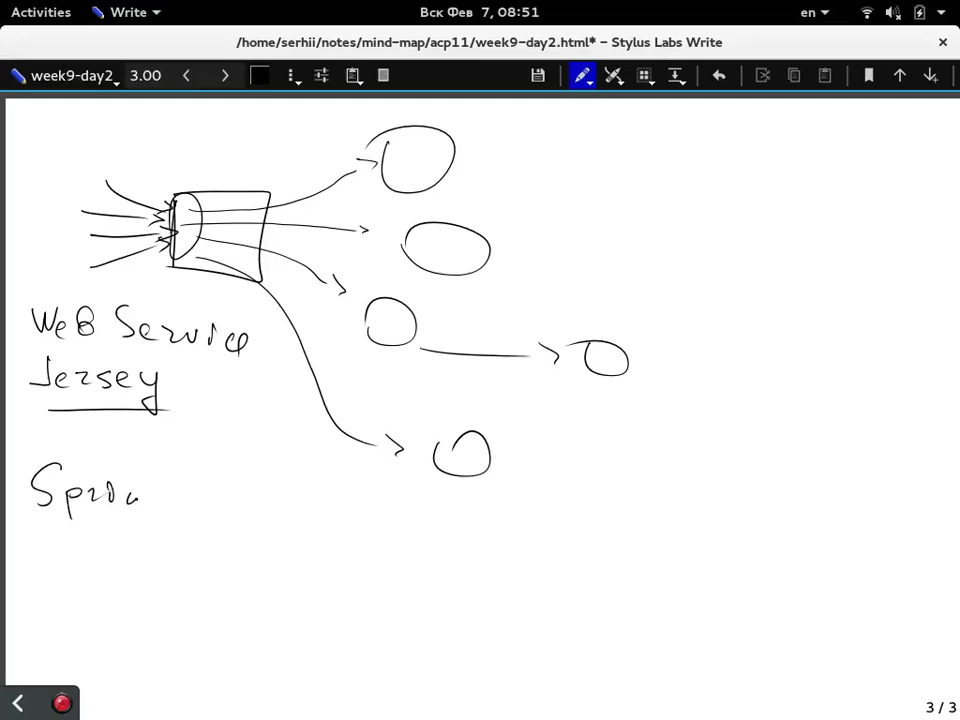 Activities Write Вск Фев 7, 08:51 en
/home/serhii/notes/mind-map/acp11/week9-day2.html* – Stylus Labs Write
week9-day2 3.00
Web Service
Jersey
3 / 3